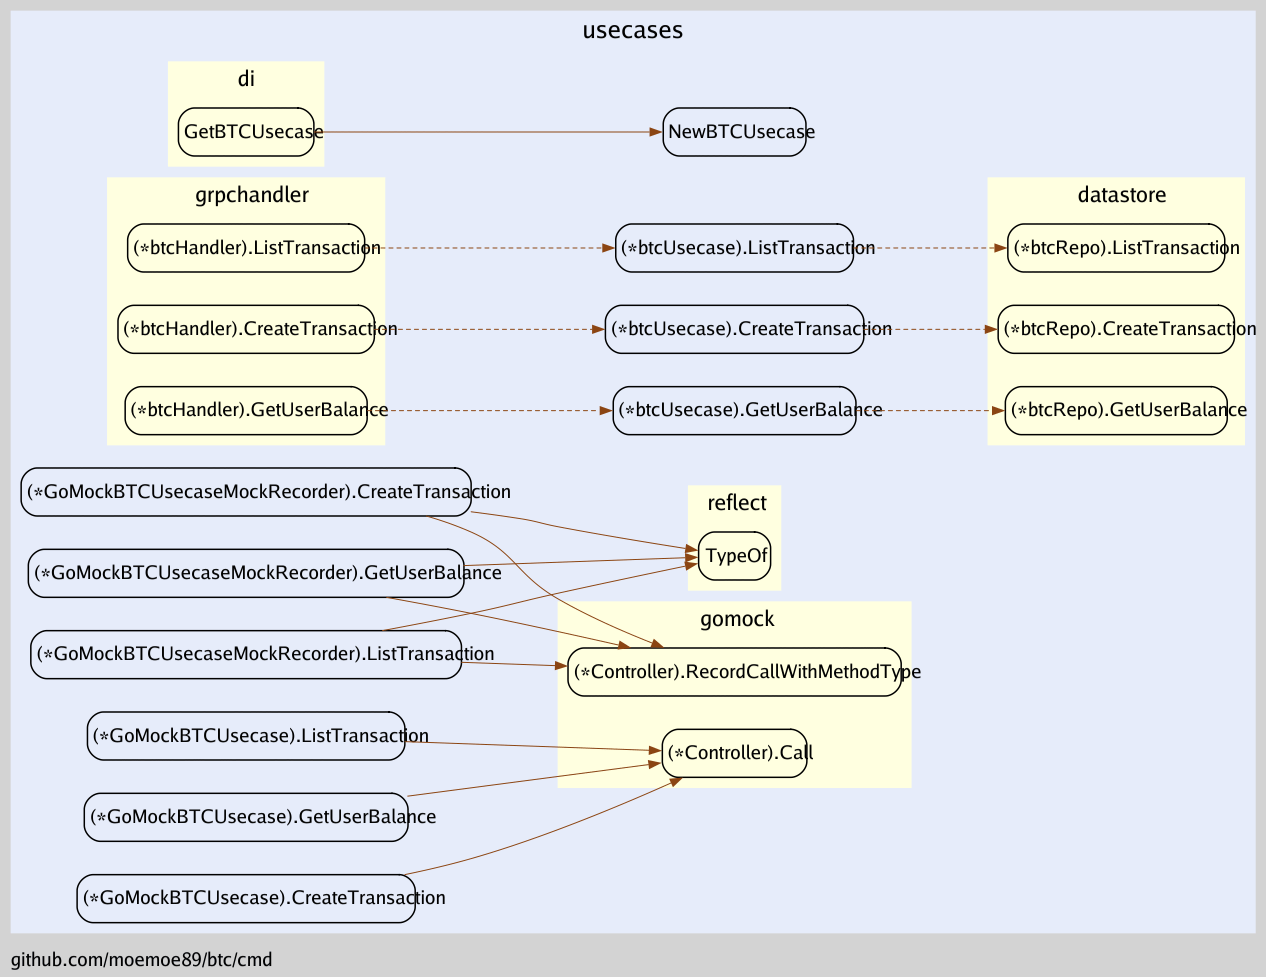 usecases
di
GetBTCUsecase
NewBTCUsecase
grpchandler
datastore
(*btcHandler).ListTransaction
(*btcUsecase).ListTransaction
(*btcRepo).ListTransaction
(*btcHandler).CreateTransaction
(*btcUsecase).CreateTransaction
(*btcRepo).CreateTransaction
(*btcHandler).GetUserBalance
(*btcUsecase).GetUserBalance
(*btcRepo).GetUserBalance
(*GoMockBTCUsecaseMockRecorder).CreateTransaction
reflect
TypeOf
(*GoMockBTCUsecaseMockRecorder).GetUserBalance
gomock
(*GoMockBTCUsecaseMockRecorder).ListTransaction
(*Controller).RecordCallWithMethodType
(*GoMockBTCUsecase).ListTransaction
(*Controller).Call
(*GoMockBTCUsecase).GetUserBalance
(*GoMockBTCUsecase).CreateTransaction
github.com/moemoe89/btc/cmd